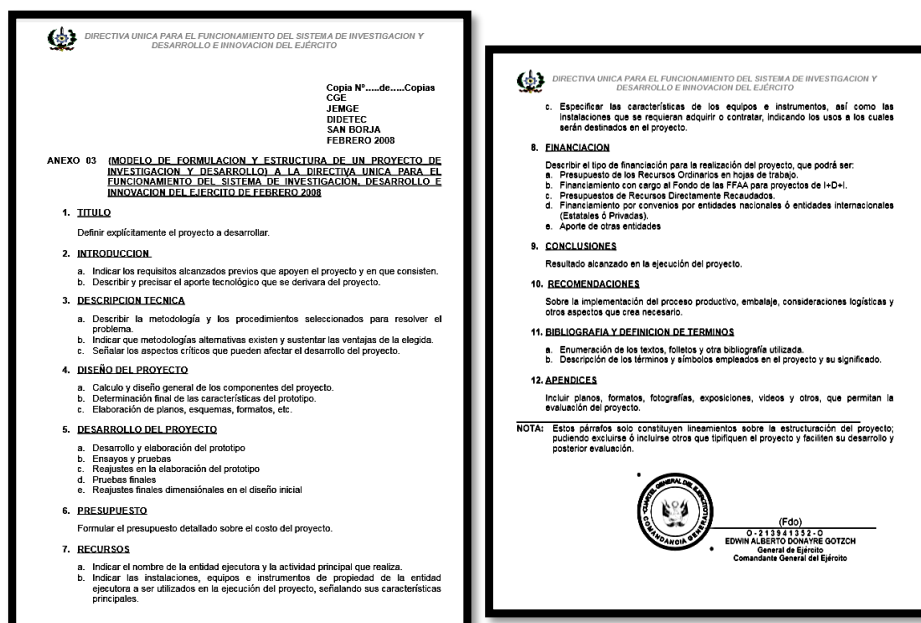 DIRECTIVA UNICA PARA EL FUNCIONAMIENTO DEL SISTEMA DE INVESTIGACION Y
DESARROLLO E INNOVACION DEL EJÉRCITO
Copia Nº.....de.....Copias
CGE
JEMGE
DIDETEC
SAN BORJA
FEBRERO 2008
ANEXO 03 (MODELO DE FORMULACION Y ESTRUCTURA DE UN PROYECTO DE
INVESTIGACION Y DESARROLLO) A LA DIRECTIVA UNICA PARA EL
FUNCIONAMIENTO DEL SISTEMA DE INVESTIGACIÓN, DESARROLLO E
INNOVACION DEL EJERCITO DE FEBRERO 2008
1. TITULO
Definir explícitamente el proyecto a desarrollar.
2. INTRODUCCION
a. Indicar los requisitos alcanzados previos que apoyen el proyecto y en que consisten.
b. Describir y precisar el aporte tecnológico que se derivara del proyecto.
3. DESCRIPCION TECNICA
a. Describir la metodología y los procedimientos seleccionados para resolver el
problema.
b. Indicar que metodologías alternativas existen y sustentar las ventajas de la elegida.
c. Señalar los aspectos críticos que pueden afectar el desarrollo del proyecto.
4. DISEÑO DEL PROYECTO
a. Calculo y diseño general de los componentes del proyecto.
b. Determinación final de las características del prototipo.
c. Elaboración de planos, esquemas, formatos, etc.
5. DESARROLLO DEL PROYECTO
a. Desarrollo y elaboración del prototipo
b. Ensayos y pruebas
c. Reajustes en la elaboración del prototipo
d. Pruebas finales
e. Reajustes finales dimensiónales en el diseño inicial
6. PRESUPUESTO
Formular el presupuesto detallado sobre el costo del proyecto.
7. RECURSOS
a. Indicar el nombre de la entidad ejecutora y la actividad principal que realiza.
b. Indicar las instalaciones, equipos e instrumentos de propiedad de la entidad
ejecutora a ser utilizados en la ejecución del proyecto, señalando sus características
principales.
DIRECTIVA UNICA PARA EL FUNCIONAMIENTO DEL SISTEMA DE INVESTIGACION Y
DESARROLLO E INNOVACION DEL EJÉRCITO
c. Especificar las características de los equipos e instrumentos, así como las
instalaciones que se requieran adquirir o contratar, indicando los usos a los cuales
serán destinados en el proyecto.
8. FINANCIACION
Describir el tipo de financiación para la realización del proyecto, que podrá ser:
a. Presupuesto de los Recursos Ordinarios en hojas de trabajo.
b. Financiamiento con cargo al Fondo de las FFAA para proyectos de I+D+I.
c. Presupuestos de Recursos Directamente Recaudados.
d. Financiamiento por convenios por entidades nacionales ó entidades internacionales
(Estatales ó Privadas).
e. Aporte de otras entidades
9. CONCLUSIONES
Resultado alcanzado en la ejecución del proyecto.
10. RECOMENDACIONES
Sobre la implementación del proceso productivo, embalaje, consideraciones logísticas y
otros aspectos que crea necesario.
11. BIBLIOGRAFIA Y DEFINICION DE TERMINOS
a. Enumeración de los textos, folletos y otra bibliografía utilizada.
b. Descripción de los términos y símbolos empleados en el proyecto y su significado.
12. APENDICES
Incluir planos, formatos, fotografías, exposiciones, videos y otros, que permitan la
evaluación del proyecto.
NOTA: Estos párrafos solo constituyen lineamientos sobre la estructuración del proyecto;
pudiendo excluirse ó incluirse otros que tipifiquen el proyecto y faciliten su desarrollo y
posterior evaluación.
CUARTEL GENERAL DEL EJERCITO
COMANDANCIA GENERAL
(Fdo)
O-213941352-O
EDWIN ALBERTO DONAYRE GOTZCH
General de Ejército
Comandante General del Ejército